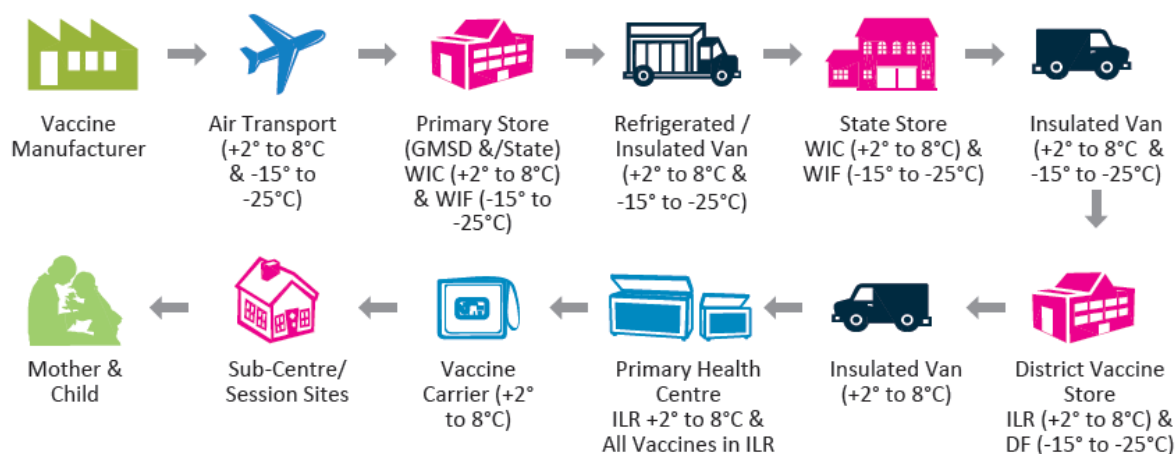 Vaccine
Manufacturer
Air Transport
(+2° to 8°C
& -15° to
-25°C)
Primary Store
(GMSD &/State)
WIC (+2° to 8°C)
& WIF (-15° to
-25°C)
Refrigerated /
Insulated Van
(+2° to 8°C &
-15° to -25°C)
State Store
WIC (+2° to 8°C) &
WIF (-15° to -25°C)
Insulated Van
(+2° to 8°C &
-15° to -25°C)
Mother &
Child
Sub-Centre/
Session Sites
Vaccine
Carrier (+2°
to 8°C)
Primary Health
Centre
ILR +2° to 8°C &
All Vaccines in ILR
Insulated Van
(+2° to 8°C)
District Vaccine
Store
ILR (+2° to 8°C) &
DF (-15° to -25°C)